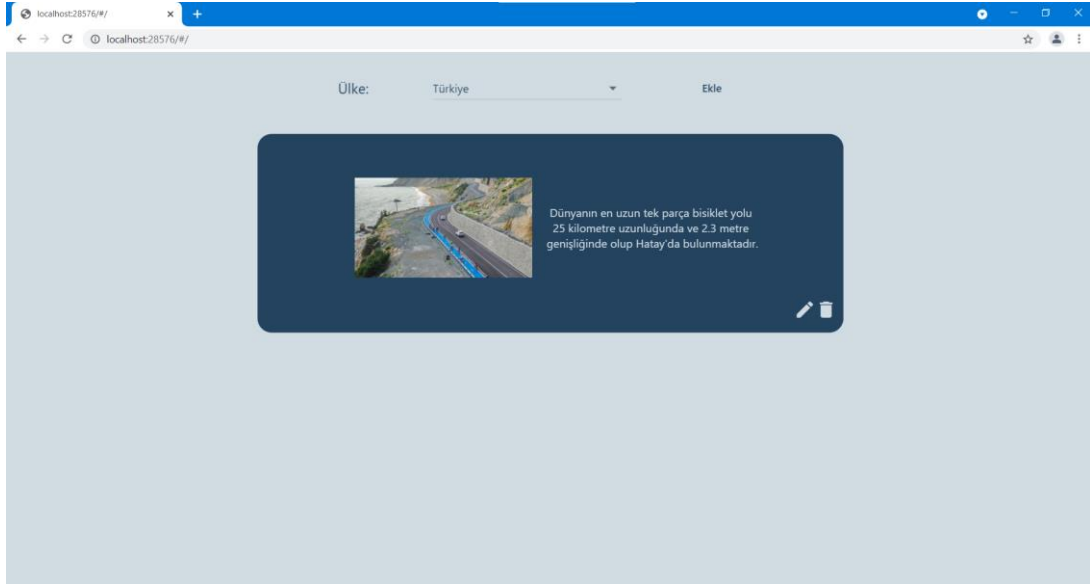 localhost:28576/#/
localhost:28576/#/
Ülke: Türkiye Ekle
Dünyanın en uzun tek parça bisiklet yolu
25 kilometre uzunluğunda ve 2.3 metre
genişliğinde olup Hatay'da bulunmaktadır.